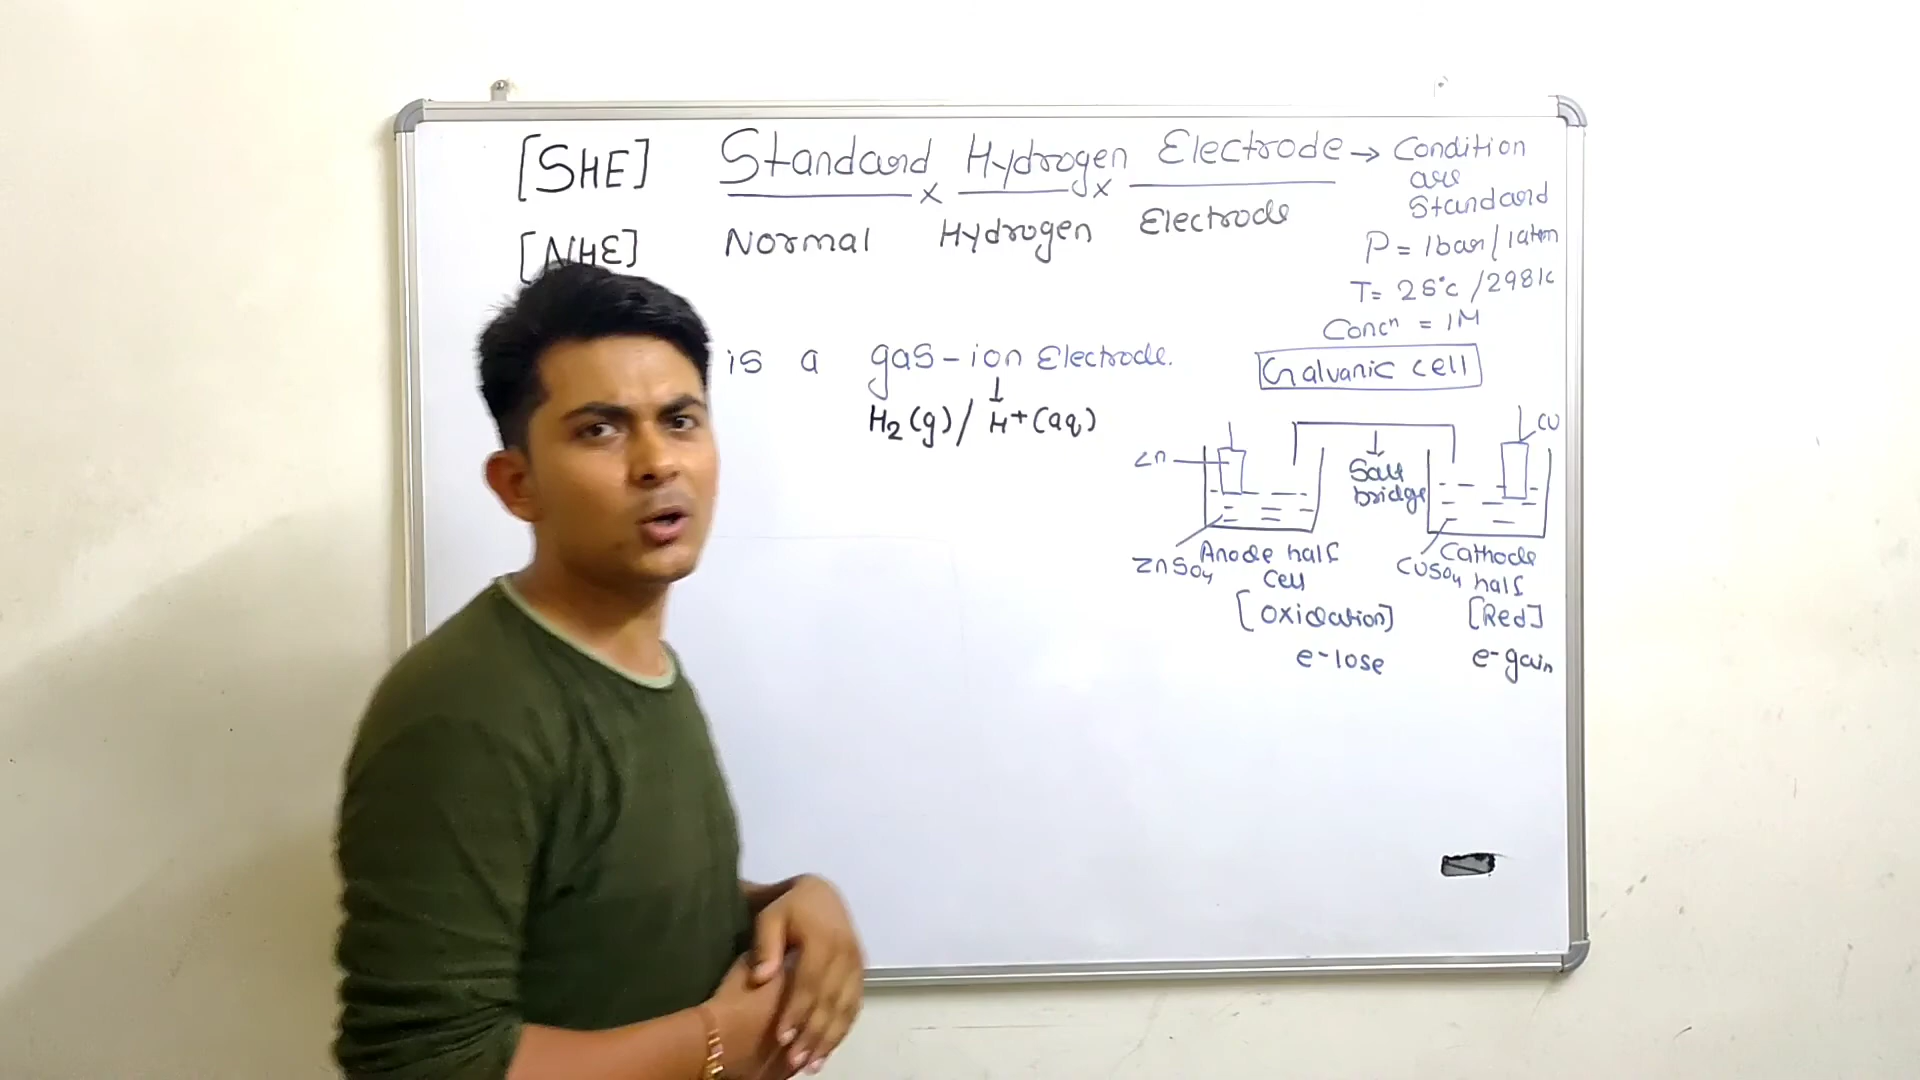 [SHE] Standard Hydrogen Electrode → Condition
are
Standard
[NHE] Normal Hydrogen Electrode
P = 1bar/1atm
T= 25°c /298K
Concⁿ = 1M
is a gas-ion Electrode.
Galvanic cell
H₂(g)/ H+(aq)
Cu
Zn
Salt
bridge
ZnSO₄
Anode half
Cell
CuSO₄
Cathode
half
[Oxidation]
[Red]
e-lose
e-gain